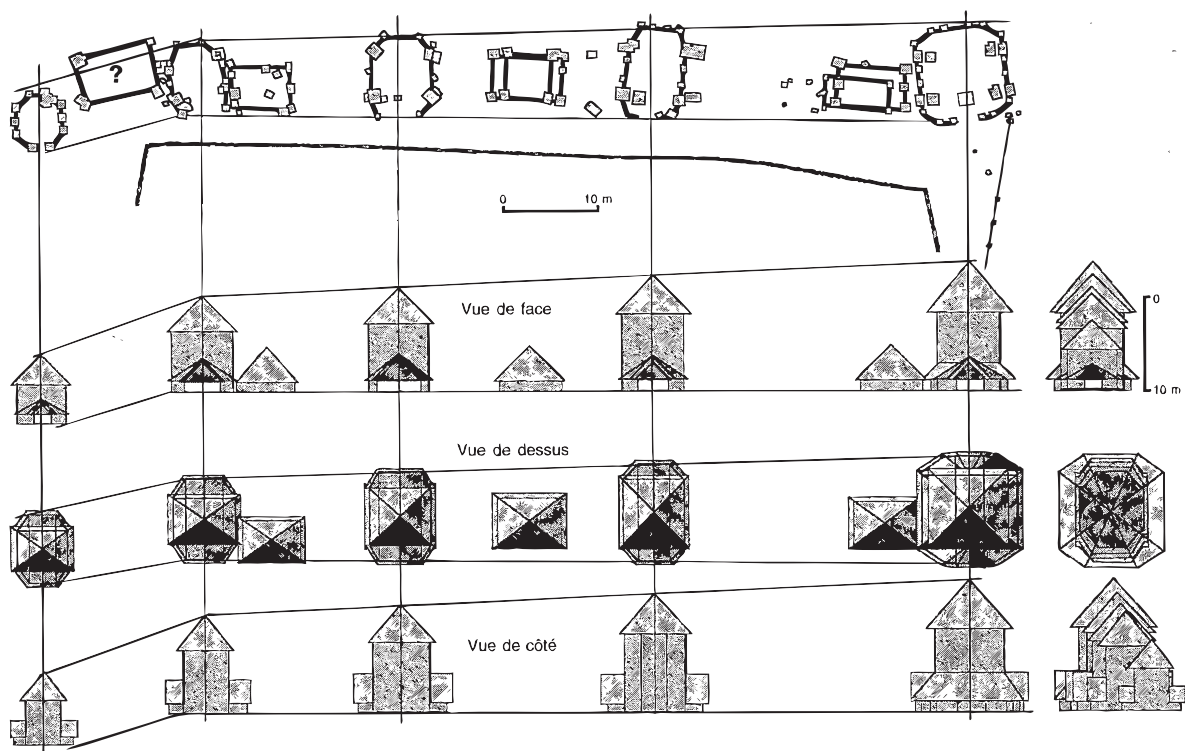 ?
0 10 m
Vue de face
0
10 m
Vue de dessus
Vue de côté